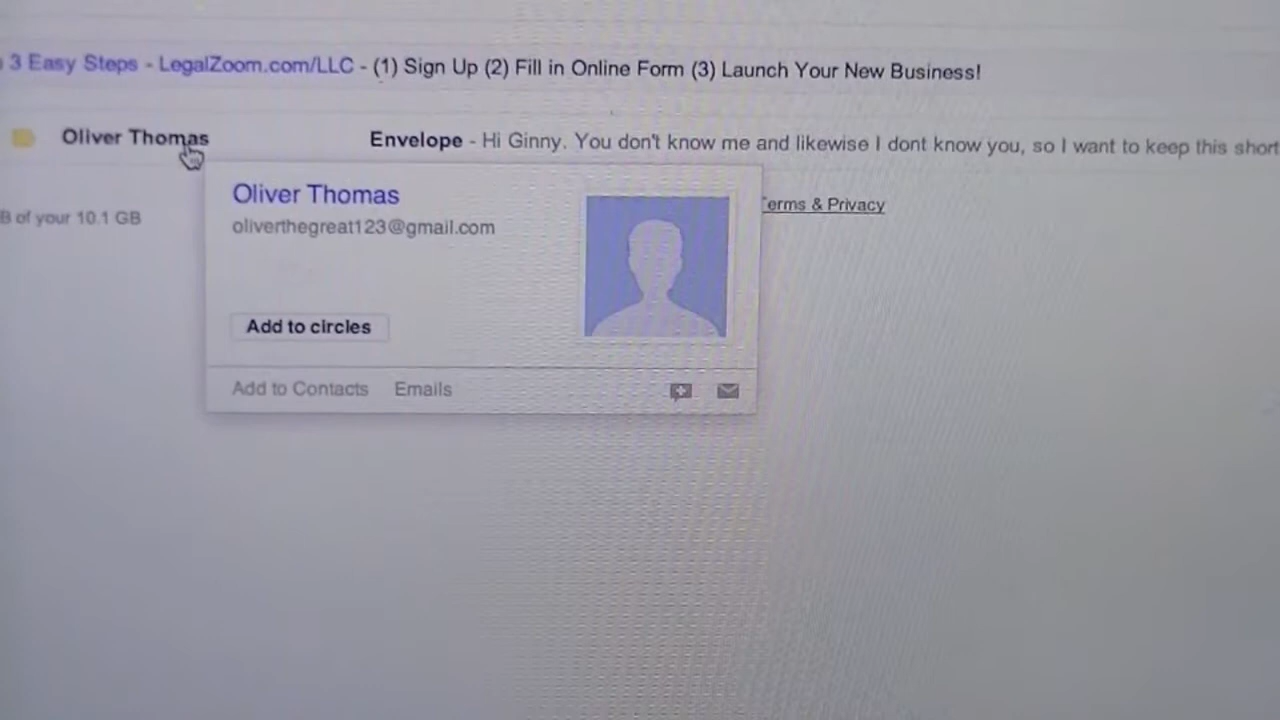 3 Easy Steps - LegalZoom.com/LLC - (1) Sign Up (2) Fill in Online Form (3) Launch Your New Business!
Oliver Thomas Envelope - Hi Ginny. You don't know me and likewise I dont know you, so I want to keep this short
Oliver Thomas
oliverthegreat123@gmail.com
Terms & Privacy
B of your 10.1 GB
Add to circles
Add to Contacts Emails